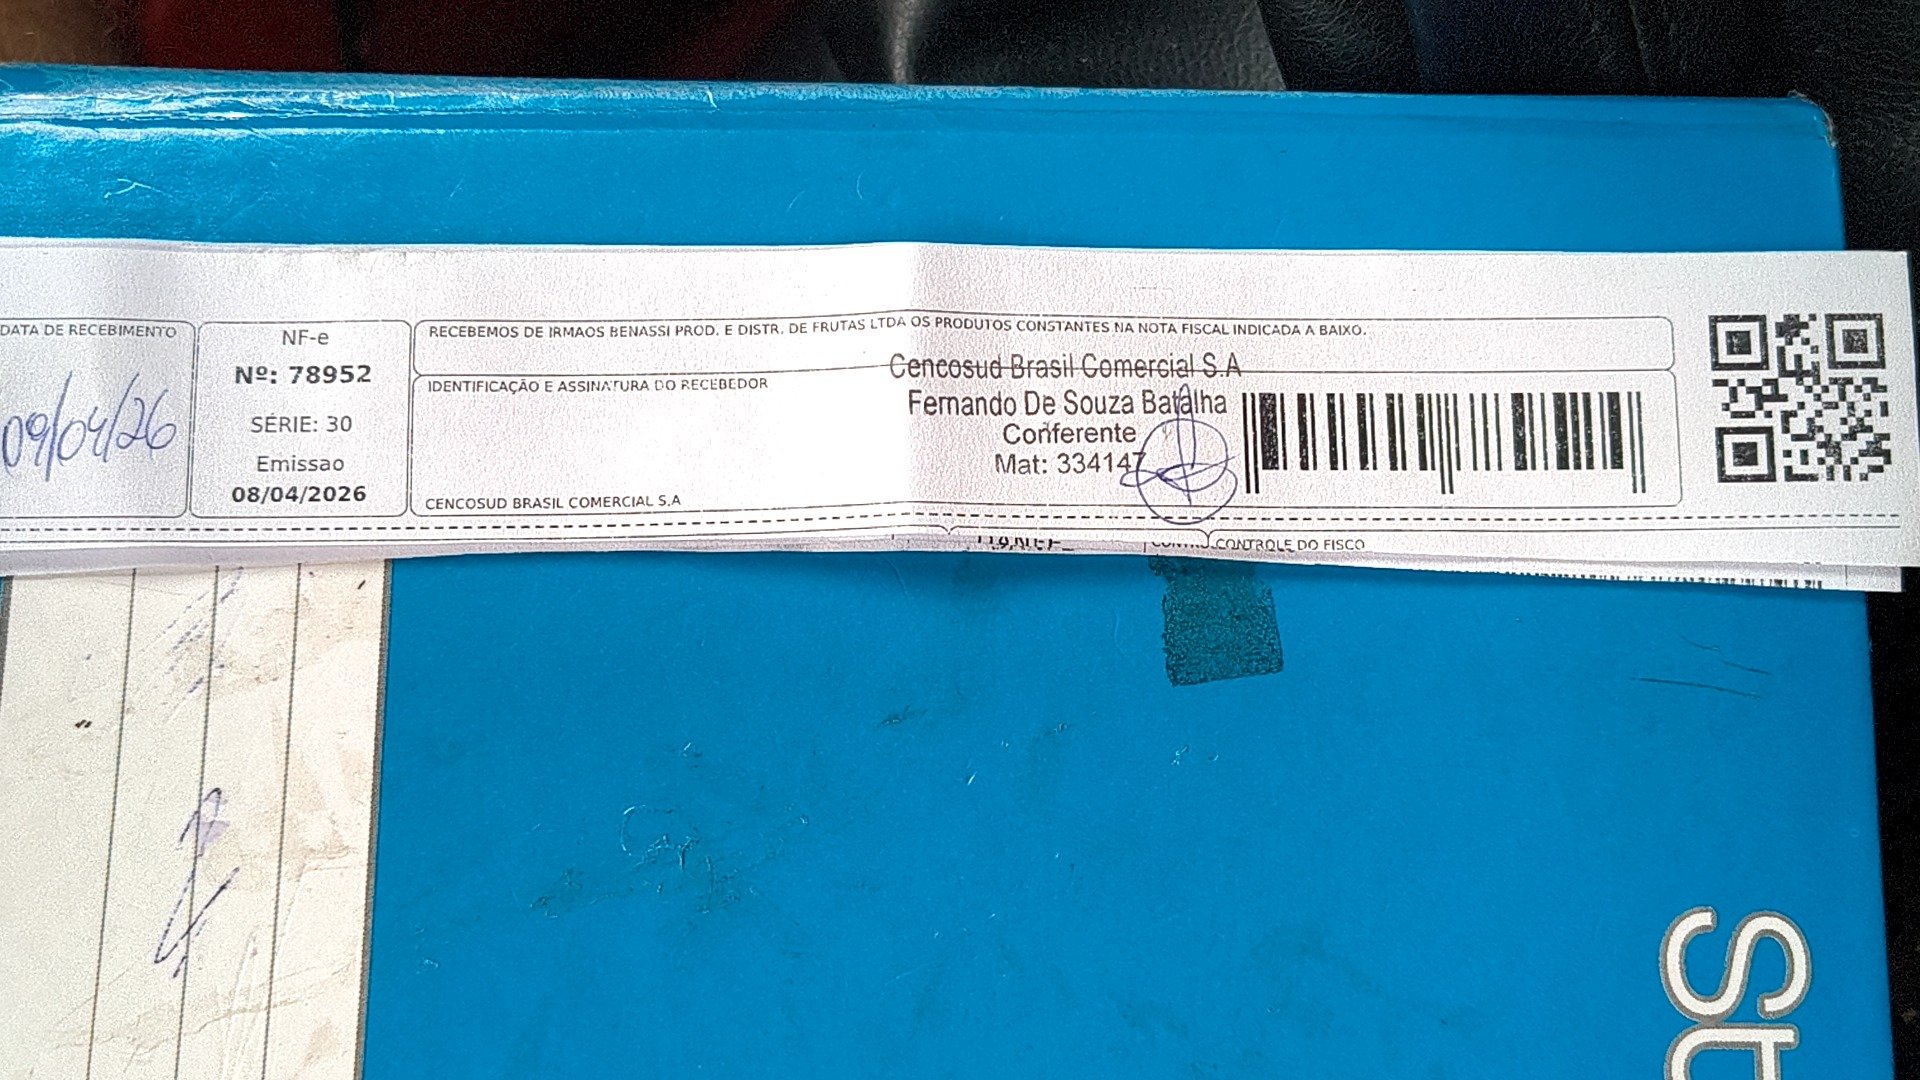 DATA DE RECEBIMENTO
09/04/26
NF-e
Nº: 78952
SÉRIE: 30
Emissao
08/04/2026
RECEBEMOS DE IRMAOS BENASSI PROD. E DISTR. DE FRUTAS LTDA OS PRODUTOS CONSTANTES NA NOTA FISCAL INDICADA A BAIXO.
IDENTIFICAÇÃO E ASSINATURA DO RECEBEDOR
Cencosud Brasil Comercial S.A
Fernando De Souza Batalha
Conferente
Mat: 334147
CENCOSUD BRASIL COMERCIAL S.A
CONTROLE DO FISCO